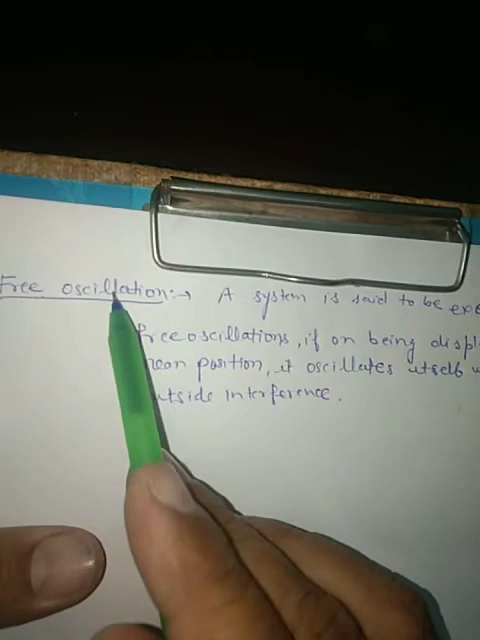 Free oscillation:→ A system is said to be exe
free oscillations, if on being displ
mean position, it oscillates itself w
utside interference.